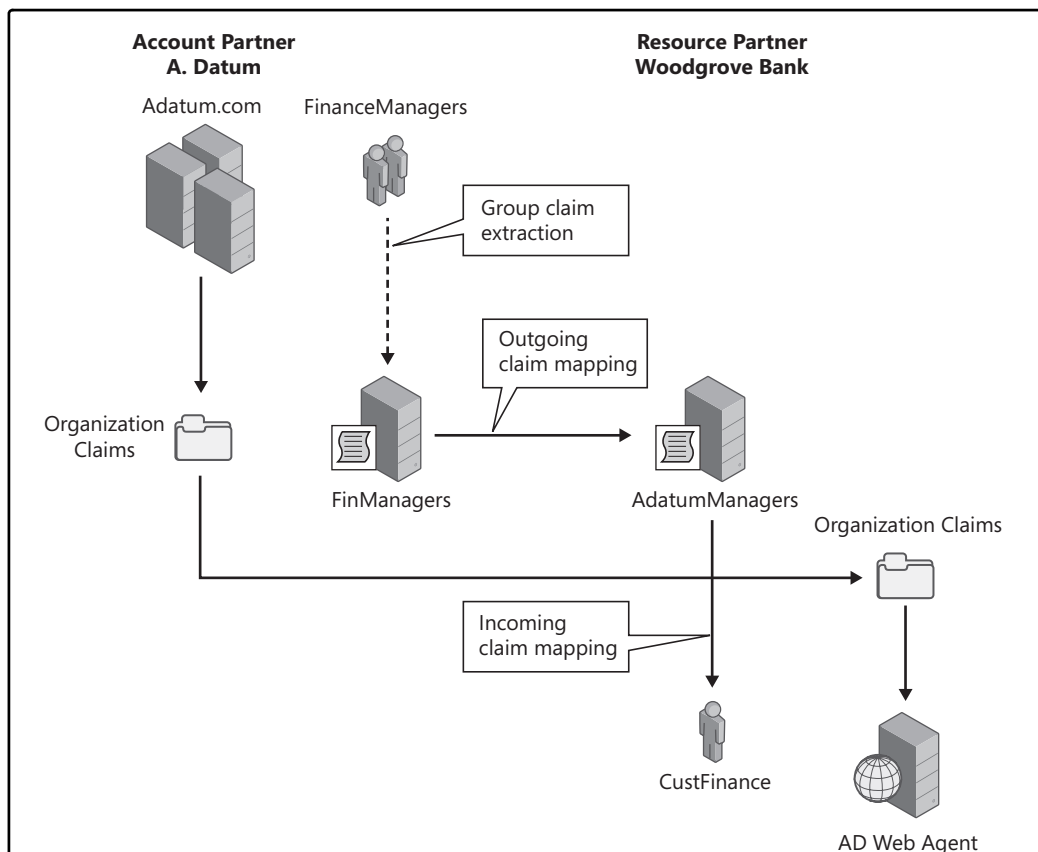 Account Partner
A. Datum
Resource Partner
Woodgrove Bank
Adatum.com
FinanceManagers
Group claim
extraction
Outgoing
claim mapping
Organization
Claims
FinManagers
AdatumManagers
Organization Claims
Incoming
claim mapping
CustFinance
AD Web Agent